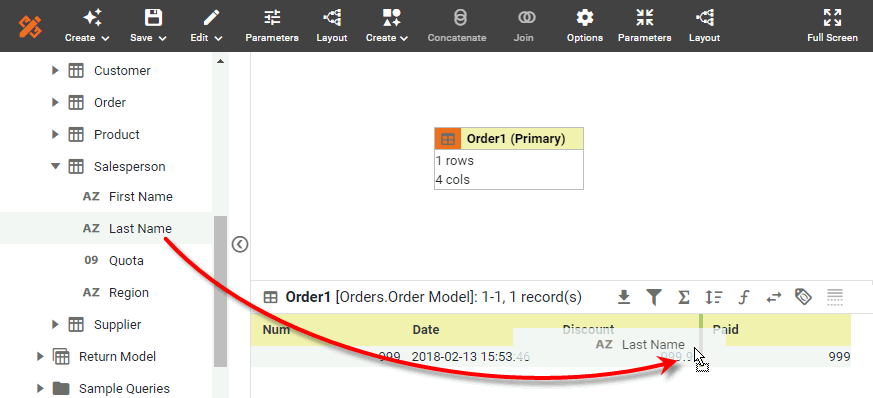 Create Save Edit Parameters Layout Create Concatenate Join Options Parameters Layout Full Screen
Customer
Order
Product
Salesperson
AZ First Name
AZ Last Name
09 Quota
AZ Region
Supplier
Return Model
Sample Queries
Order1 (Primary)
1 rows
4 cols
Order1 [Orders.Order Model]: 1-1, 1 record(s)
Num Date Discount Paid
AZ Last Name
999 2018-02-13 15:53:46 999.9 999